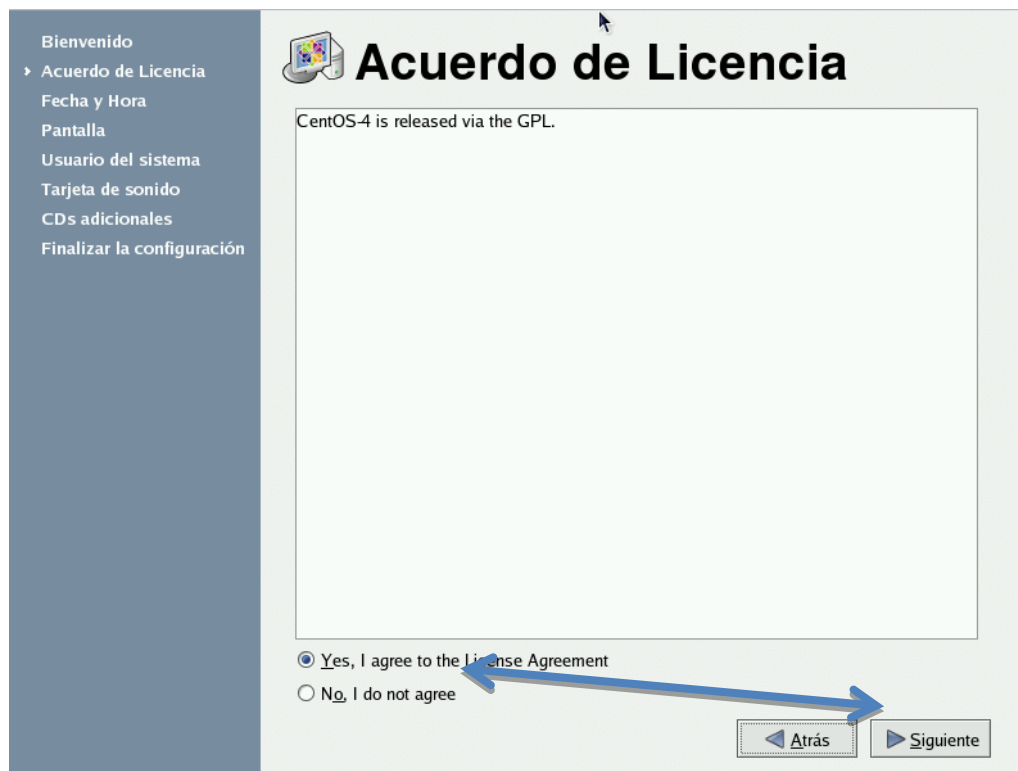 Bienvenido
Acuerdo de Licencia
Fecha y Hora
Pantalla
Usuario del sistema
Tarjeta de sonido
CDs adicionales
Finalizar la configuración
Acuerdo de Licencia
CentOS-4 is released via the GPL.
Yes, I agree to the License Agreement
No, I do not agree
Atrás
Siguiente